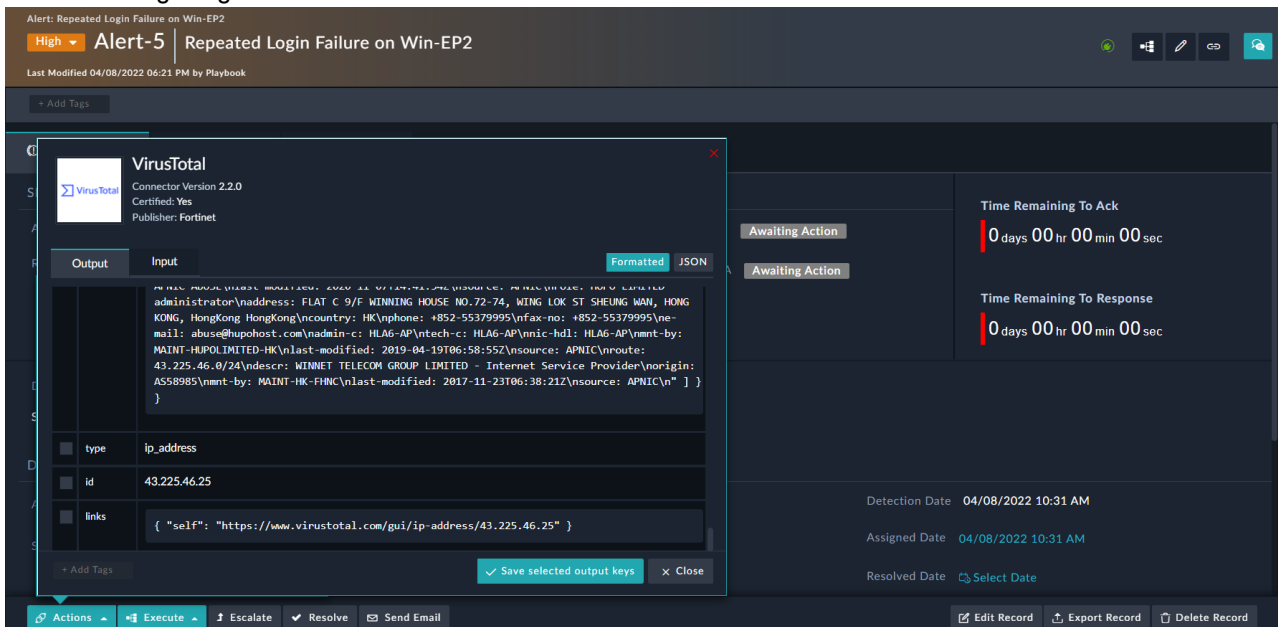 Alert: Repeated Login Failure on Win-EP2
High Alert-5 Repeated Login Failure on Win-EP2
Last Modified 04/08/2022 06:21 PM by Playbook
+ Add Tags
VirusTotal
VirusTotal
Connector Version 2.2.0
Certified: Yes
Publisher: Fortinet
Output Input Formatted JSON
administrator\naddress: FLAT C 9/F WINNING HOUSE NO.72-74, WING LOK ST SHEUNG WAN, HONG
KONG, HongKong HongKong\ncountry: HK\nphone: +852-55379995\nfax-no: +852-55379995\ne-
mail: abuse@hupohost.com\nadmin-c: HLA6-AP\ntech-c: HLA6-AP\nnic-hdl: HLA6-AP\nmnt-by:
MAINT-HUPOLIMITED-HK\nlast-modified: 2019-04-19T06:58:55Z\nsource: APNIC\nroute:
43.225.46.0/24\ndescr: WINNET TELECOM GROUP LIMITED - Internet Service Provider\norigin:
AS58985\nmnt-by: MAINT-HK-FHNC\nlast-modified: 2017-11-23T06:38:21Z\nsource: APNIC\n" ] }
}
type ip_address
id 43.225.46.25
links { "self": "https://www.virustotal.com/gui/ip-address/43.225.46.25" }
+ Add Tags
Save selected output keys
Close
Awaiting Action
Awaiting Action
Time Remaining To Ack
0 days 00 hr 00 min 00 sec
Time Remaining To Response
0 days 00 hr 00 min 00 sec
Detection Date 04/08/2022 10:31 AM
Assigned Date 04/08/2022 10:31 AM
Resolved Date Select Date
Actions Execute Escalate Resolve Send Email Edit Record Export Record Delete Record